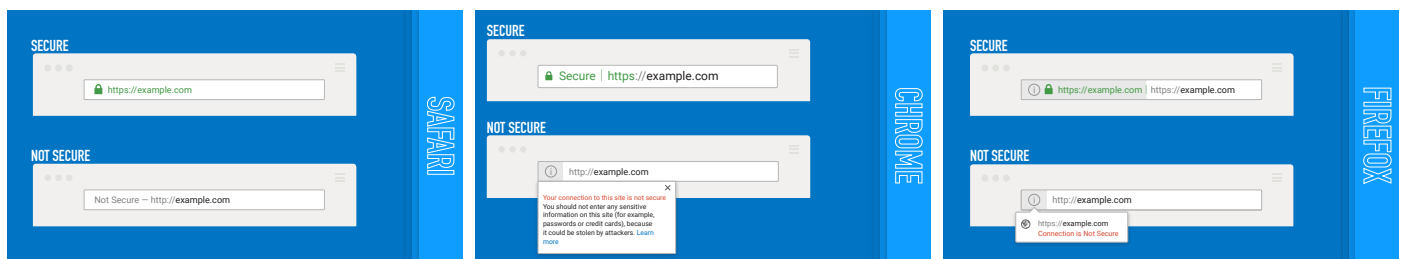 SECURE
https://example.com
NOT SECURE
Not Secure — http://example.com
SAFARI
SECURE
Secure | https://example.com
NOT SECURE
http://example.com
Your connection to this site is not secure
You should not enter any sensitive
information on this site (for example,
passwords or credit cards), because
it could be stolen by attackers. Learn
more
CHROME
SECURE
https://example.com | https://example.com
NOT SECURE
http://example.com
https://example.com
Connection is Not Secure
FIREFOX